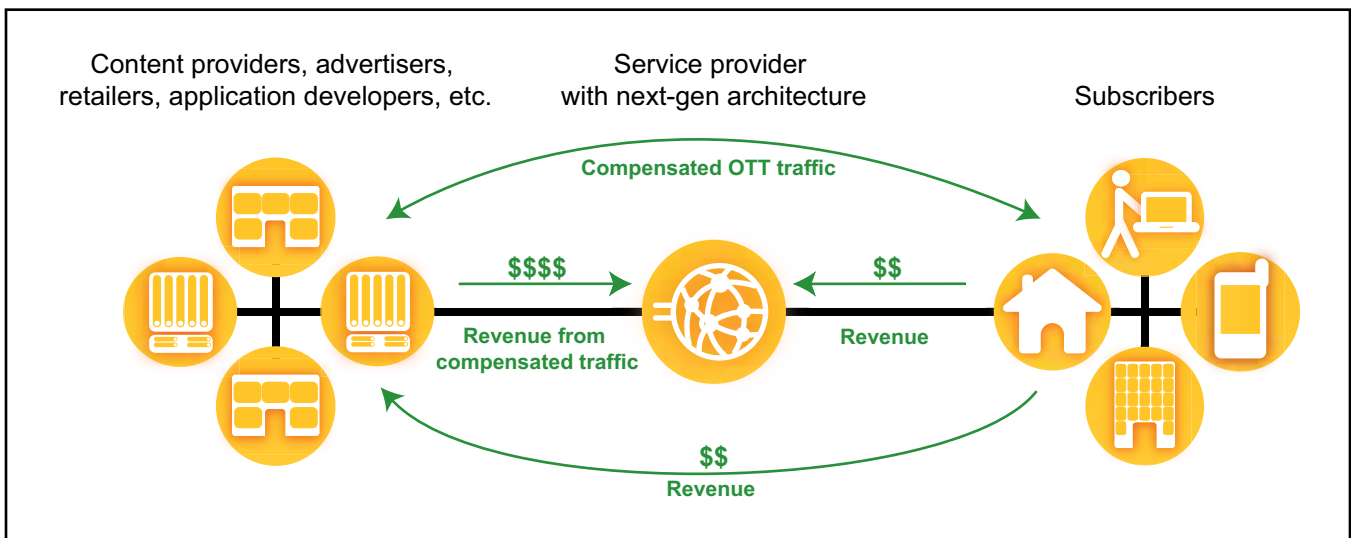 Content providers, advertisers,
retailers, application developers, etc.
Service provider
with next-gen architecture
Subscribers
Compensated OTT traffic
$$$$
$$
Revenue from
compensated traffic
Revenue
$$
Revenue